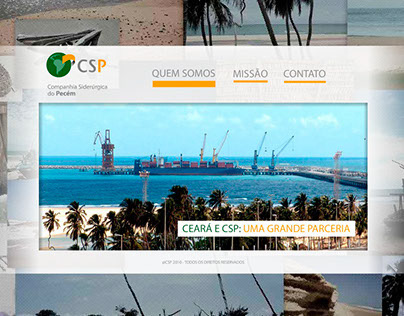 CSP
Companhia Siderúrgica
do Pecém
QUEM SOMOS
MISSÃO
CONTATO
CEARÁ E CSP: UMA GRANDE PARCERIA
©CSP 2010 - TODOS OS DIREITOS RESERVADOS.